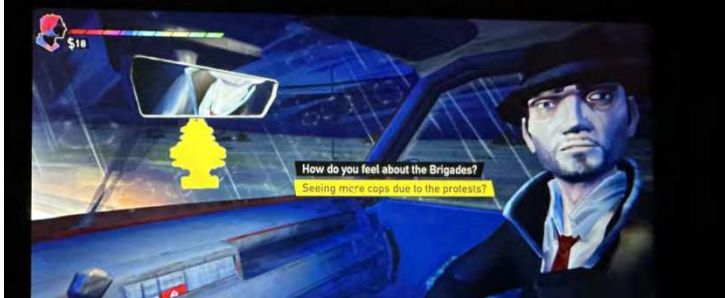 $18
How do you feel about the Brigades?
Seeing more cops due to the protests?